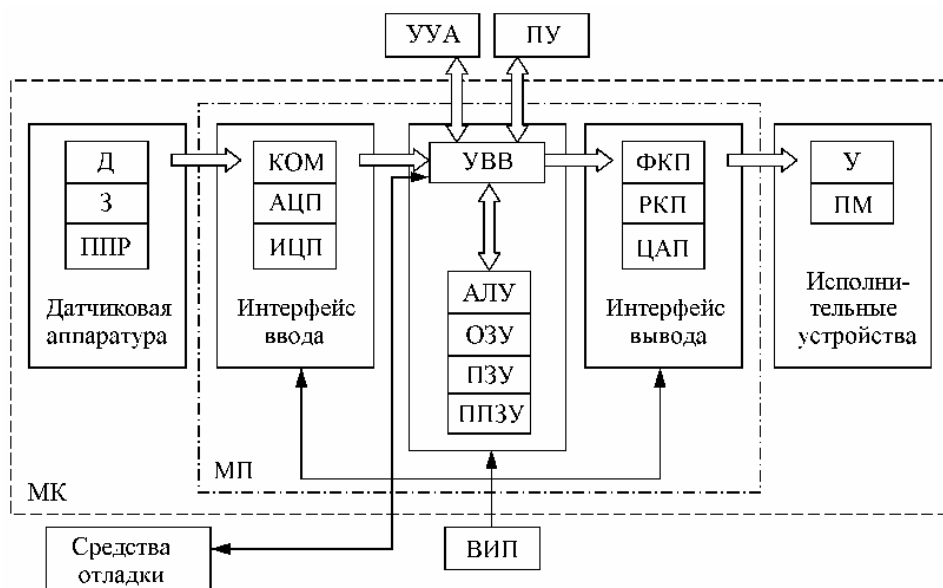 УУА
ПУ
Д
З
ППР
Датчиковая
аппаратура
КОМ
АЦП
ИЦП
Интерфейс
ввода
УВВ
АЛУ
ОЗУ
ПЗУ
ППЗУ
ФКП
РКП
ЦАП
Интерфейс
вывода
У
ПМ
Исполни-
тельные
устройства
МП
МК
Средства
отладки
ВИП